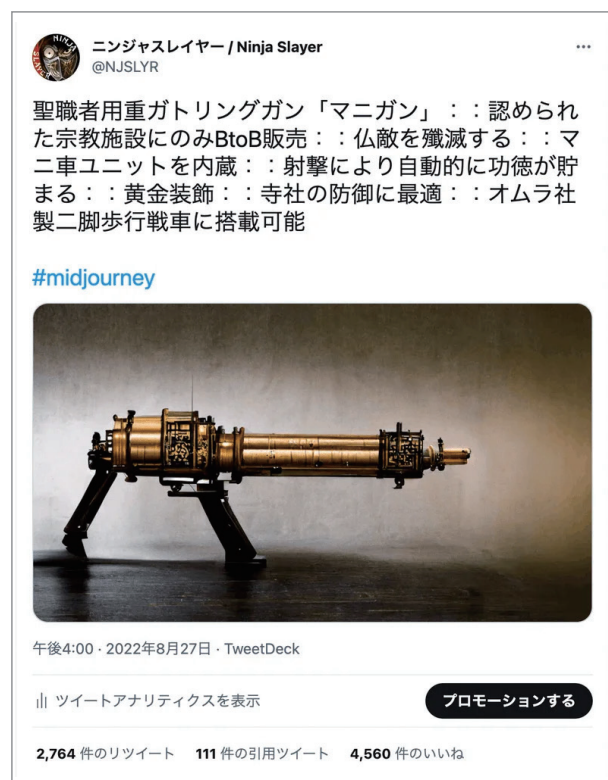 ニンジャスレイヤー / Ninja Slayer
@NJSLYR
聖職者用重ガトリングガン「マニガン」：：認められ
た宗教施設にのみBtoB販売：：仏敵を殲滅する：：マ
ニ車ユニットを内蔵：：射撃により自動的に功徳が貯
まる：：黄金装飾：：寺社の防御に最適：：オムラ社
製二脚歩行戦車に搭載可能
#midjourney
午後4:00 · 2022年8月27日 · TweetDeck
ツイートアナリティクスを表示
プロモーションする
2,764 件のリツイート 111 件の引用ツイート 4,560 件のいいね